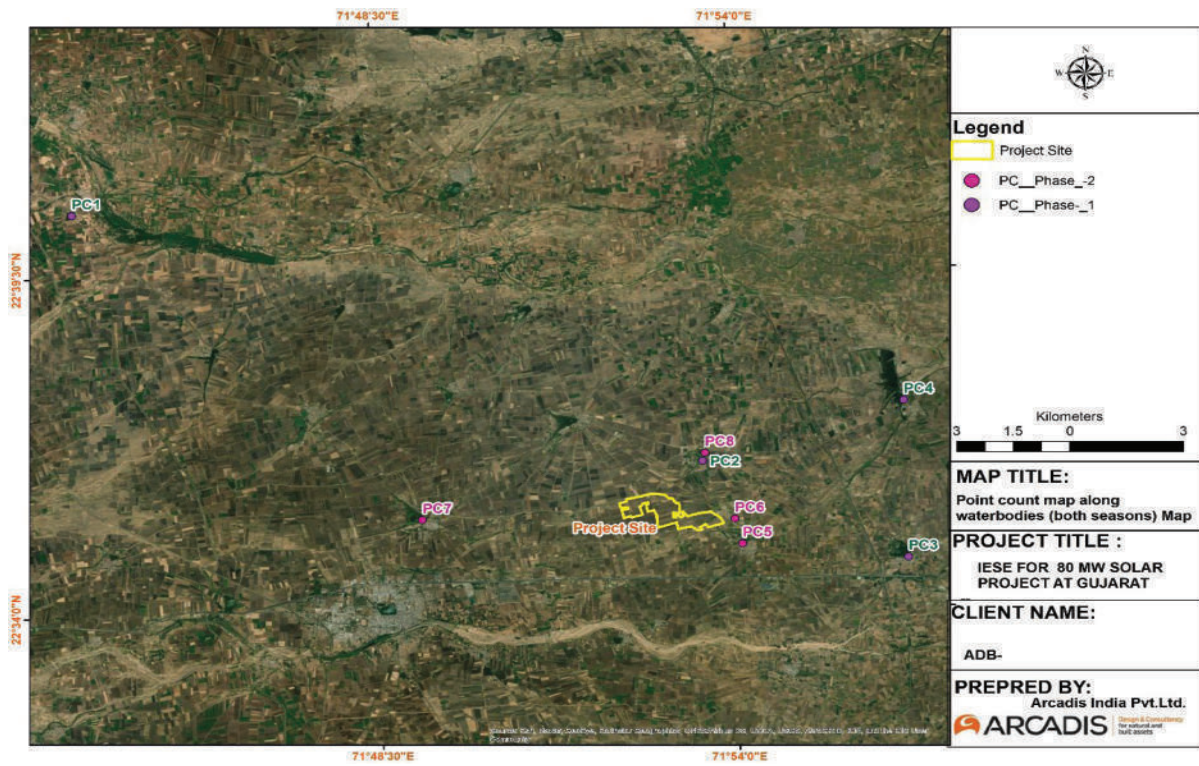 71°48'30"E
71°54'0"E
22°39'30"N
22°34'0"N
PC1
PC4
PC8
PC2
PC7
PC6
Project Site
PC5
PC3
71°48'30"E
71°54'0"E
N
W E
S
Legend
Project Site
PC__Phase_-2
PC__Phase-_1
Kilometers
3 1.5 0 3
MAP TITLE:
Point count map along
waterbodies (both seasons) Map
PROJECT TITLE :
IESE FOR 80 MW SOLAR
PROJECT AT GUJARAT
CLIENT NAME:
ADB-
PREPRED BY:
Arcadis India Pvt.Ltd.
ARCADIS
Design & Consultancy
for natural and
built assets